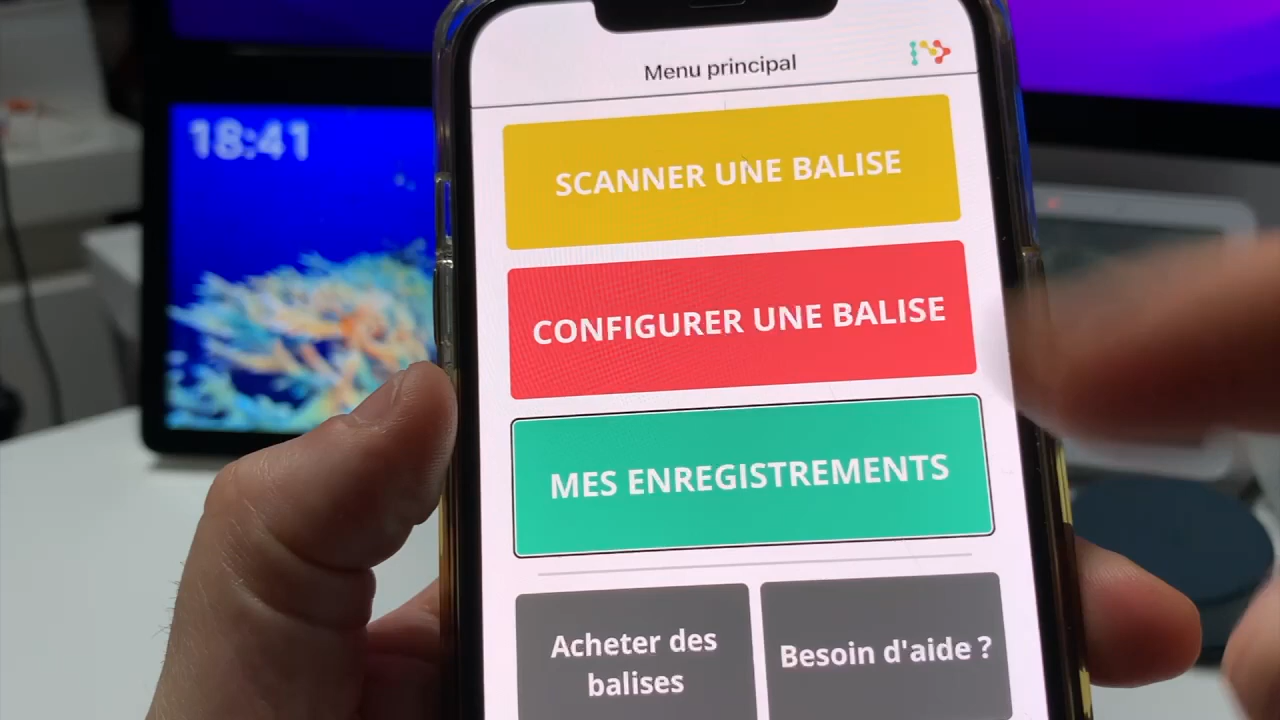 Menu principal
18:41
SCANNER UNE BALISE
CONFIGURER UNE BALISE
MES ENREGISTREMENTS
Acheter des
balises
Besoin d'aide ?